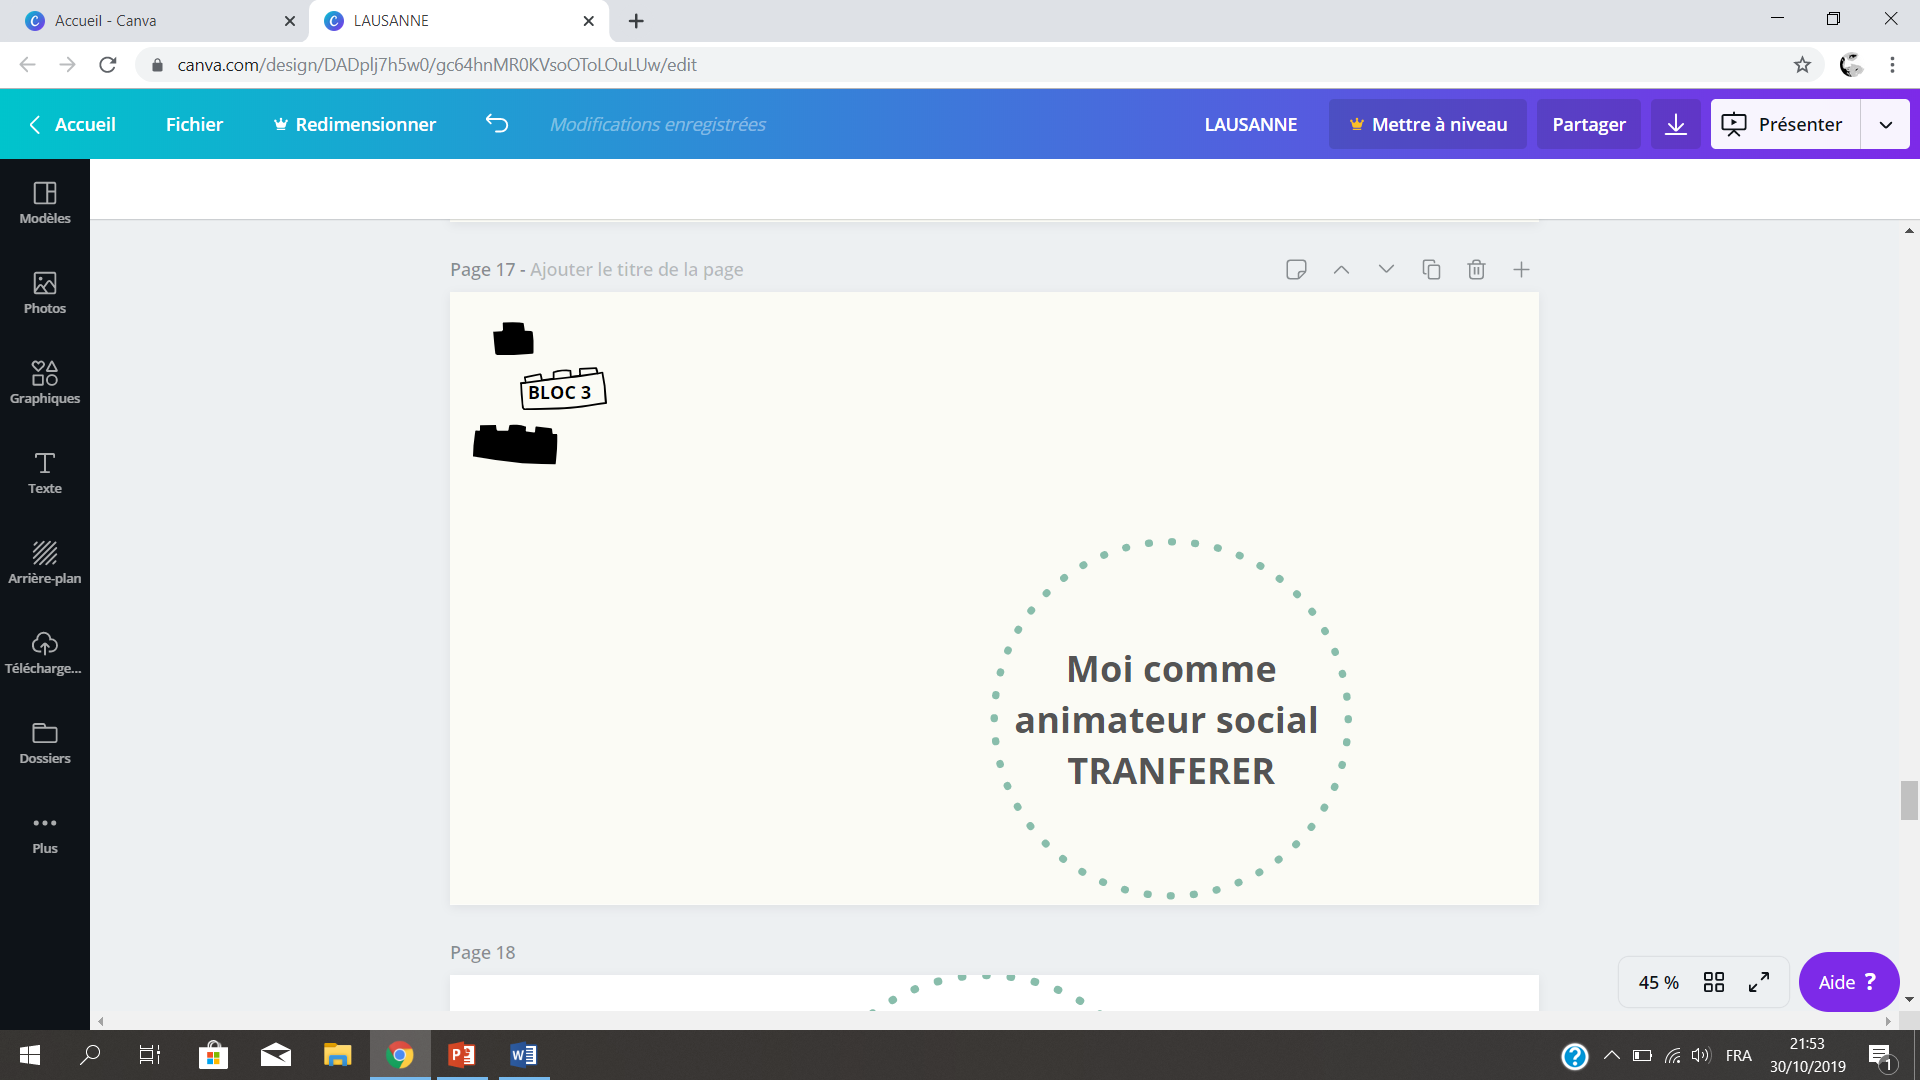 Accueil - Canva
LAUSANNE
canva.com/design/DADplj7h5w0/gc64hnMR0KVsoOToLOuLUw/edit
Accueil
Fichier
Redimensionner
Modifications enregistrées
LAUSANNE
Mettre à niveau
Partager
Présenter
Modèles
Photos
Graphiques
Texte
Arrière-plan
Télécharge...
Dossiers
Plus
Page 17 - Ajouter le titre de la page
BLOC 3
Moi comme
animateur social
TRANFERER
Page 18
45 %
Aide ?
FRA
21:53
30/10/2019
1